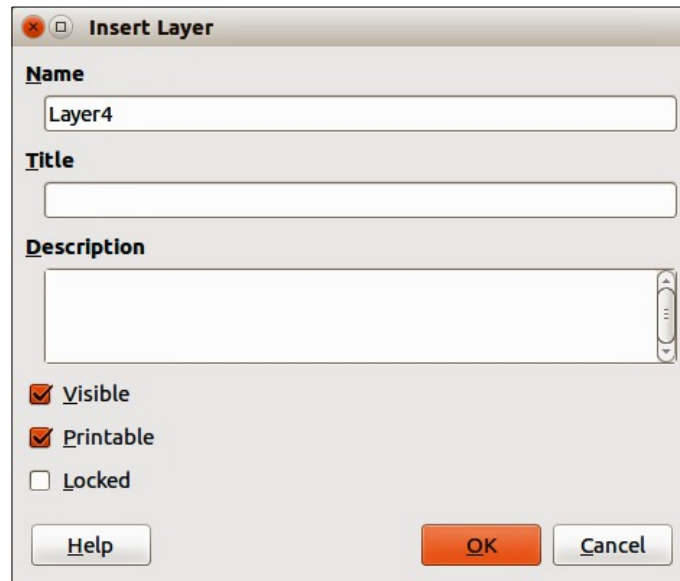 Insert Layer
Name
Layer4
Title
Description
Visible
Printable
Locked
Help OK Cancel